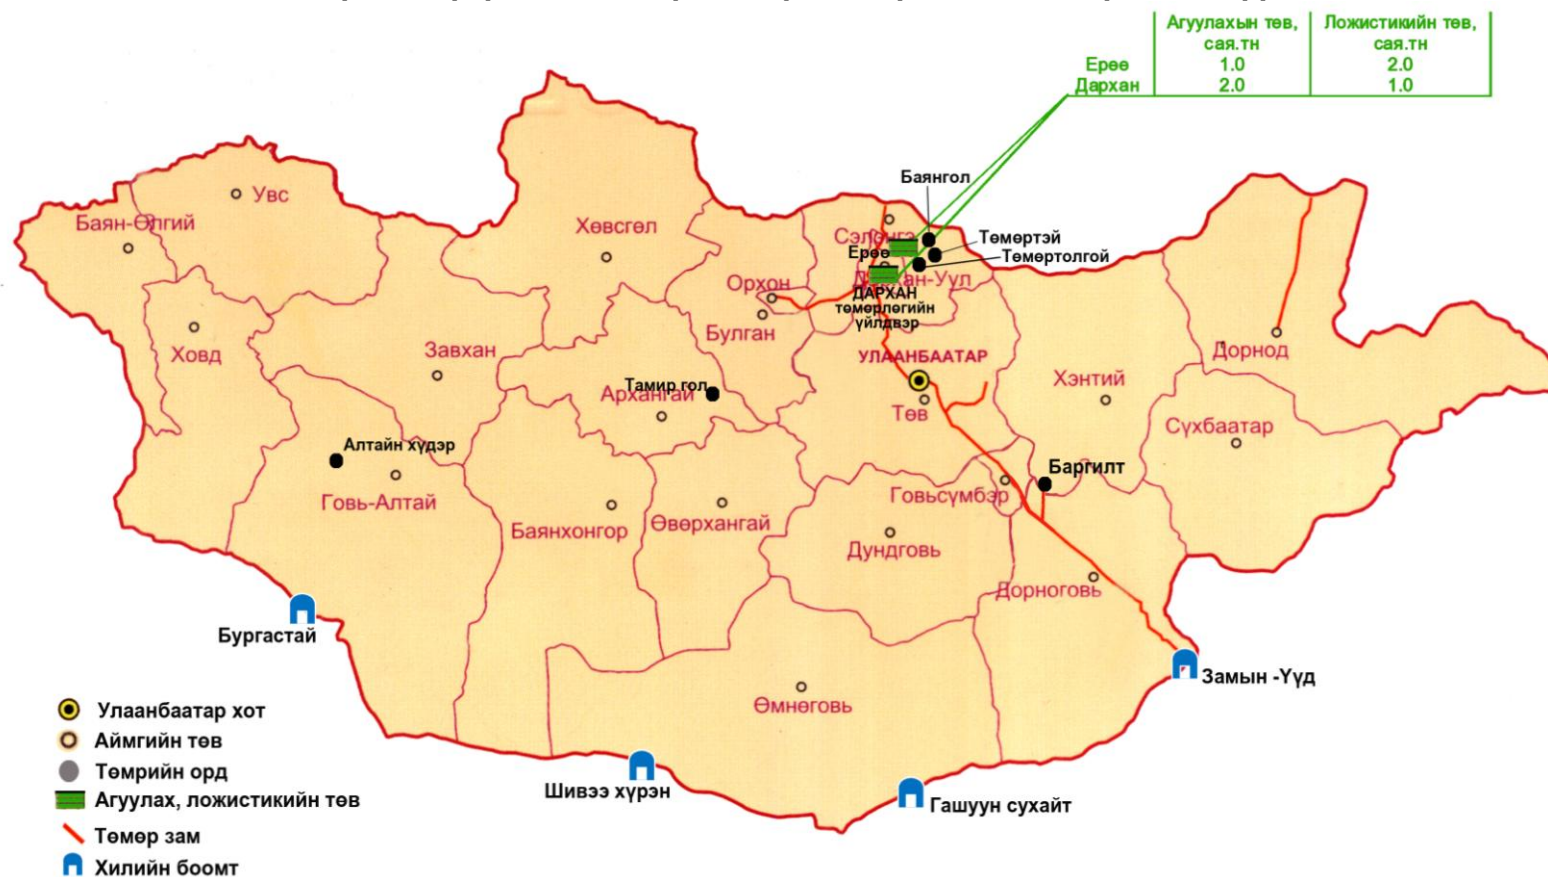 Агуулахын төв, Ложистикийн төв,
сая.тн сая.тн
Ерөө 1.0 2.0
Дархан 2.0 1.0
Баянгол
Увс
Баян-Өлгий
Хөвсгөл
Сэлэнгэ
Төмөртэй
Ерөө
Төмөртолгой
Орхон
Дархан-Уул
ДАРХАН
төмөрлөгийн
үйлдвэр
Булган
Ховд
Завхан
УЛААНБААТАР
Дорнод
Хэнтий
Тамир гол
Архангай
Төв
Сүхбаатар
Алтайн хүдэр
Баргилт
Говь-Алтай
Говьсүмбэр
Баянхонгор
Өвөрхангай
Дундговь
Дорноговь
Бургастай
Замын -Үүд
Өмнөговь
Шивээ хүрэн
Гашуун сухайт
Улаанбаатар хот
Аймгийн төв
Төмрийн орд
Агуулах, ложистикийн төв
Төмөр зам
Хилийн боомт